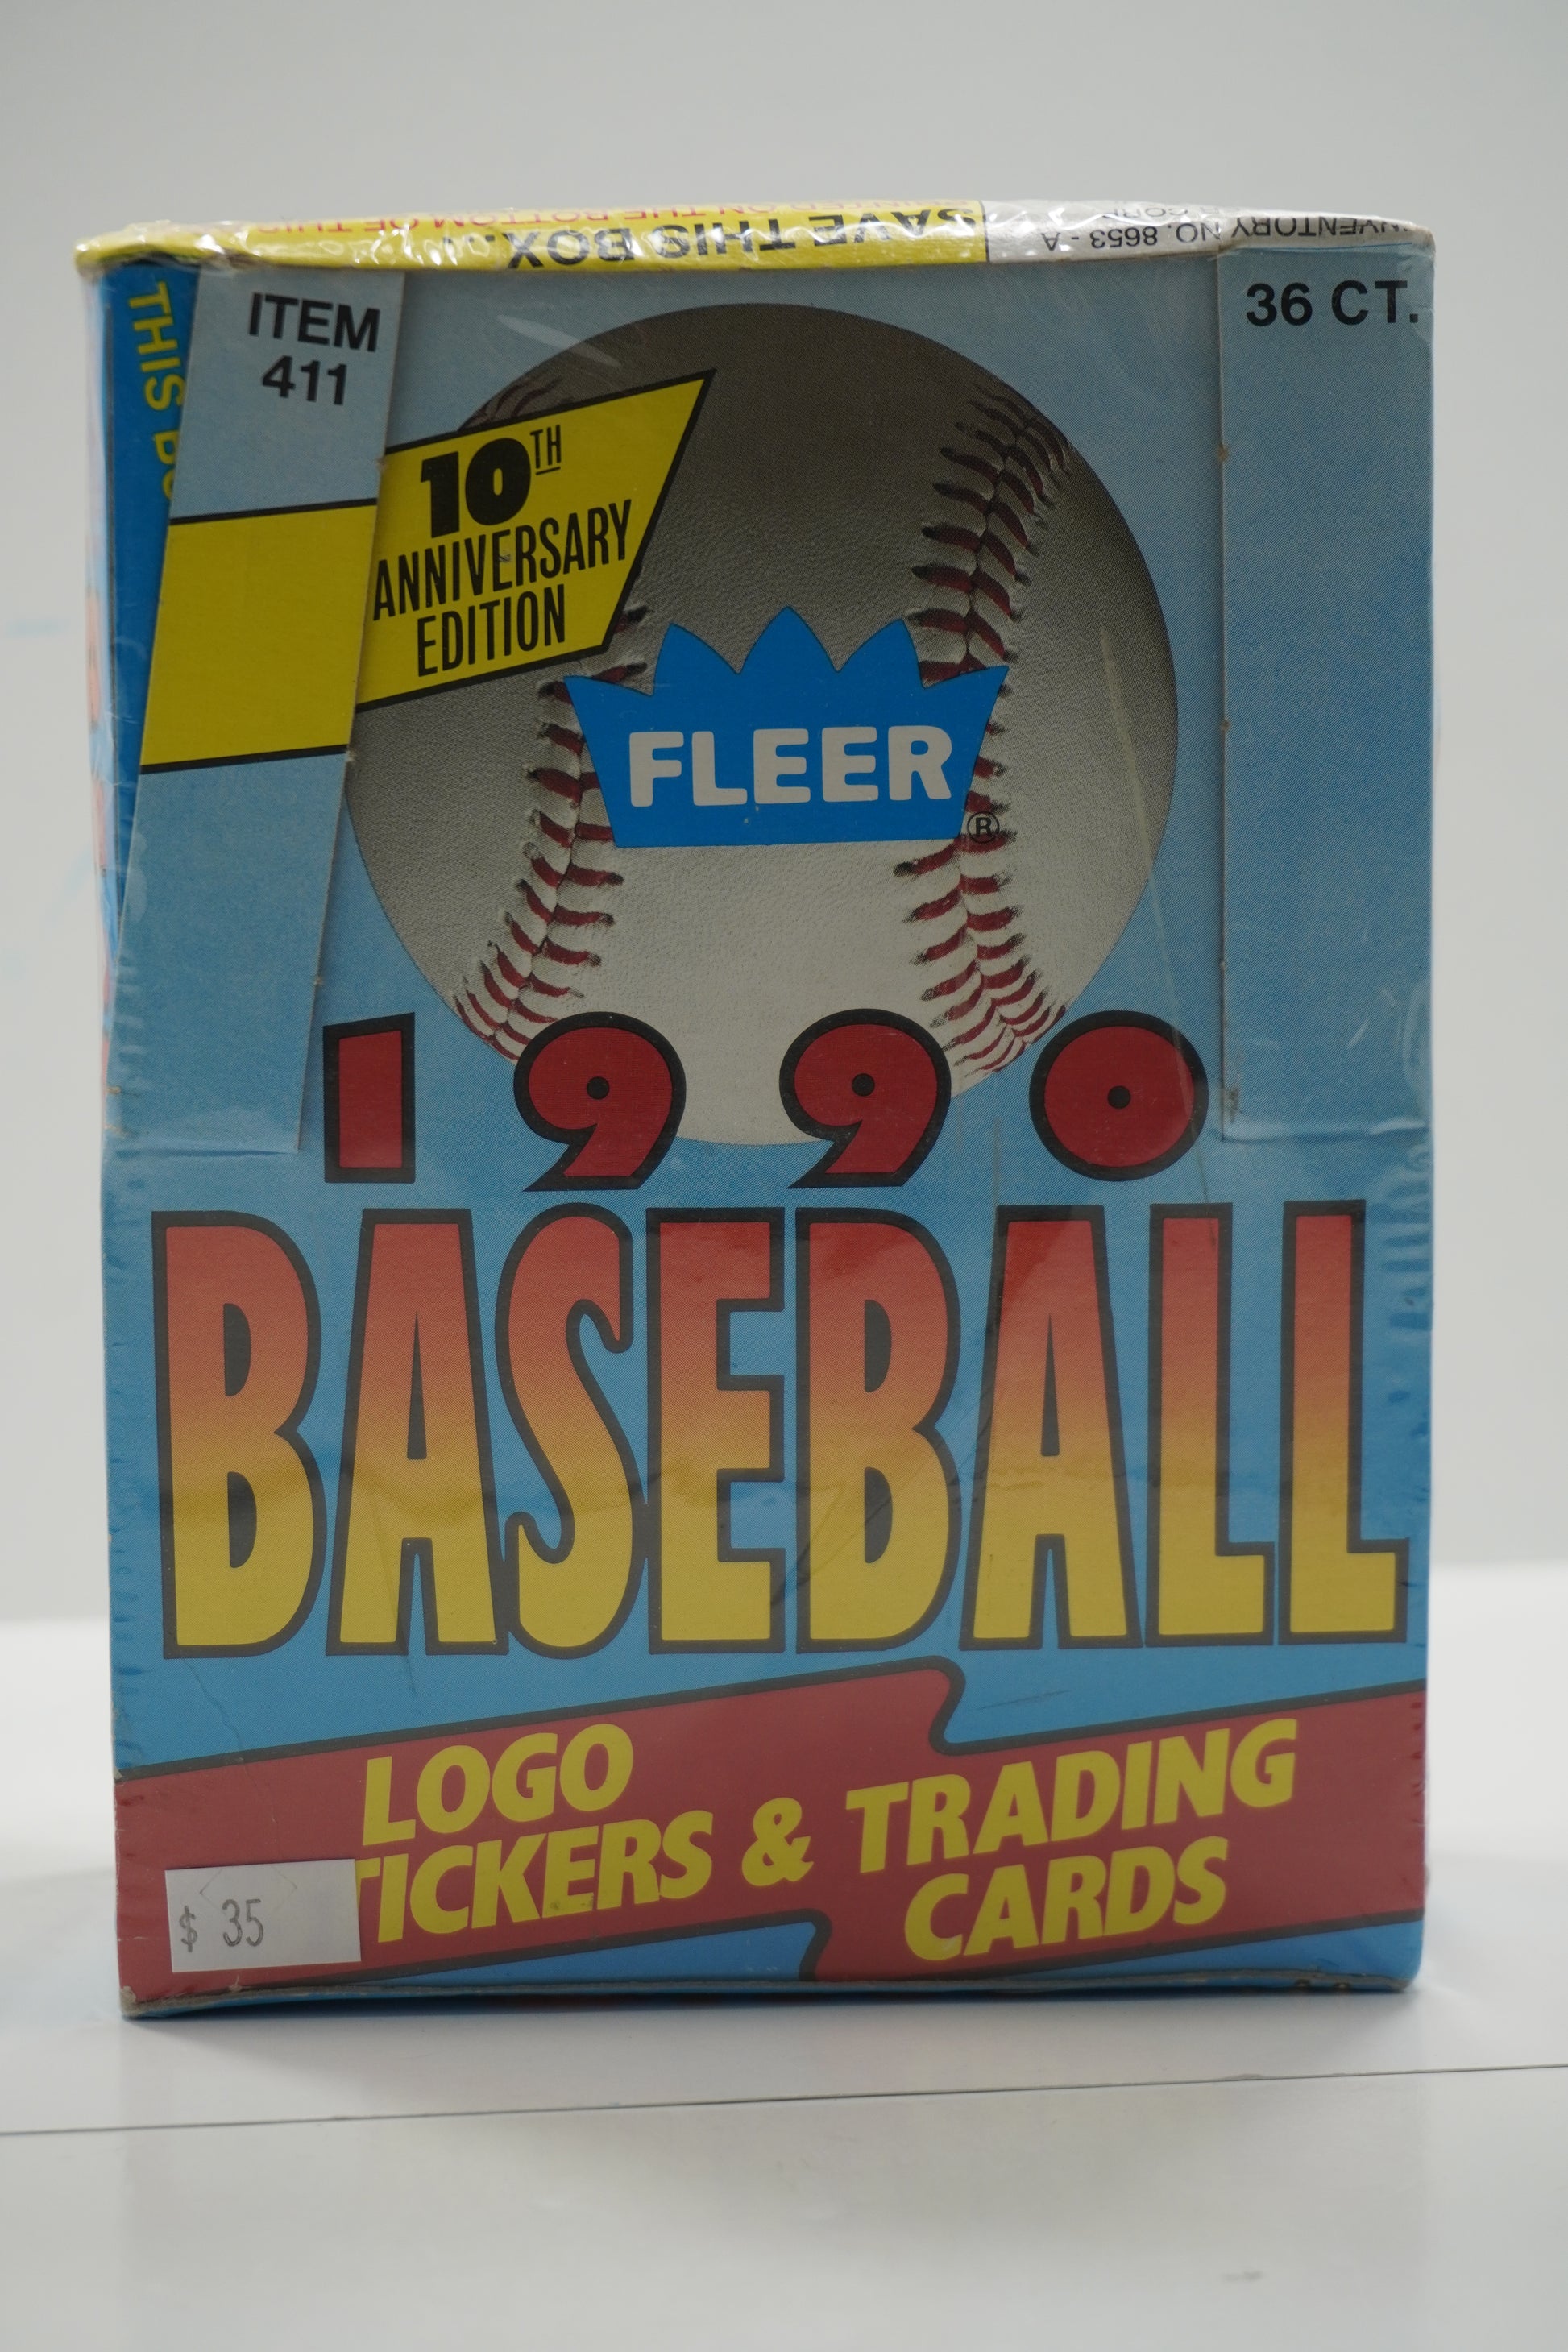 SAVE THIS BOX...
INVENTORY NO. 8653 - A
THIS
ITEM
411
36 CT.
10TH
ANNIVERSARY
EDITION
FLEER
®
1990
BASEBALL
LOGO
TICKERS & TRADING
CARDS
$ 35